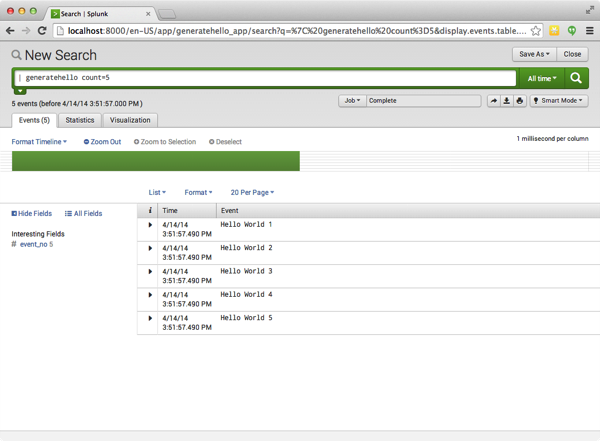 Search | Splunk
localhost:8000/en-US/app/generatehello_app/search?q=%7C%20generatehello%20count%3D5&display.events.table....
New Search
Save As
Close
| generatehello count=5
All time
5 events (before 4/14/14 3:51:57.000 PM )
Job
Complete
Smart Mode
Events (5)
Statistics
Visualization
Format Timeline
Zoom Out
Zoom to Selection
Deselect
1 millisecond per column
List
Format
20 Per Page
Hide Fields
All Fields
Interesting Fields
# event_no 5
i
Time
Event
4/14/14
3:51:57.490 PM
Hello World 1
4/14/14
3:51:57.490 PM
Hello World 2
4/14/14
3:51:57.490 PM
Hello World 3
4/14/14
3:51:57.490 PM
Hello World 4
4/14/14
3:51:57.490 PM
Hello World 5